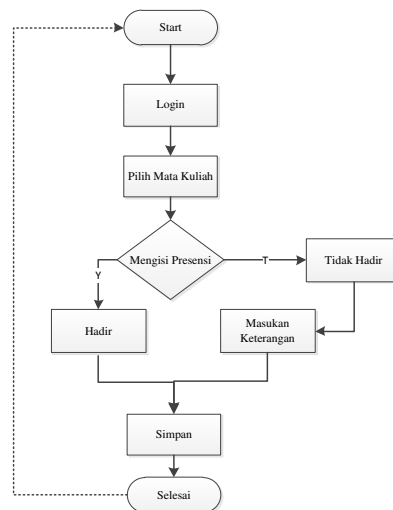 Start
Login
Pilih Mata Kuliah
Mengisi Presensi
T
Tidak Hadir
Y
Hadir
Masukan
Keterangan
Simpan
Selesai